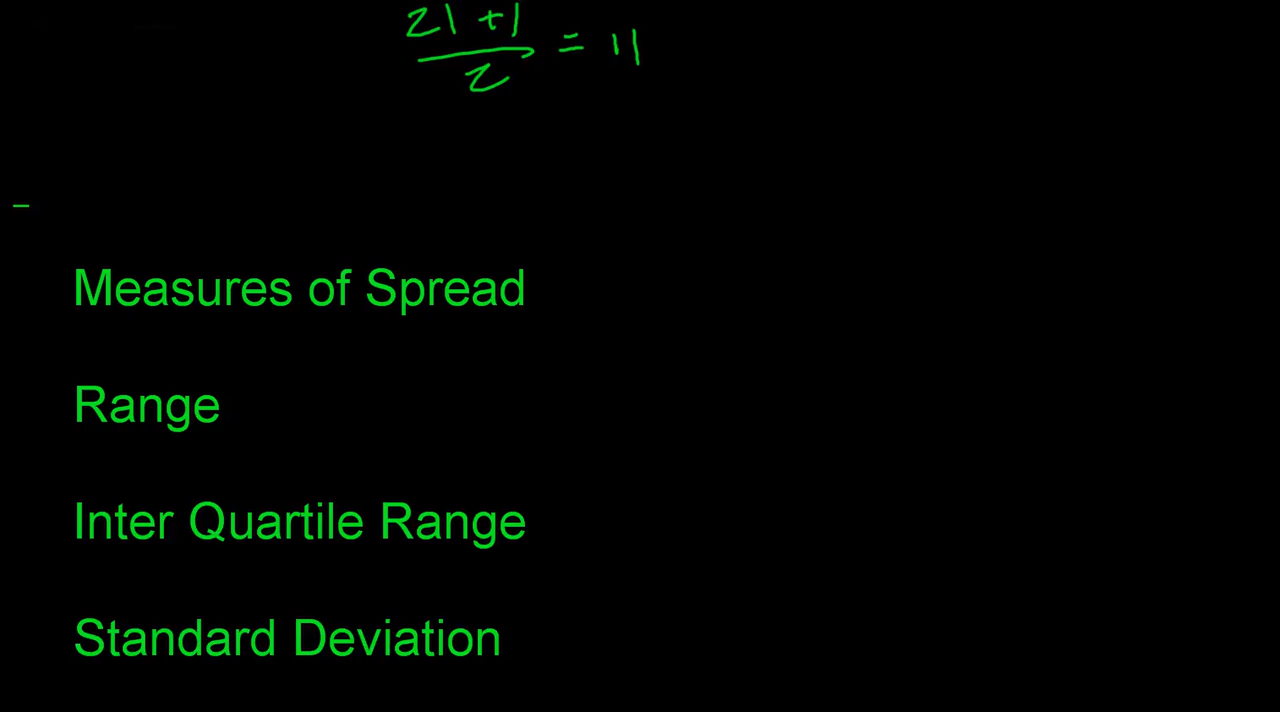 21 + 1
2
= 11
–
Measures of Spread
Range
Inter Quartile Range
Standard Deviation